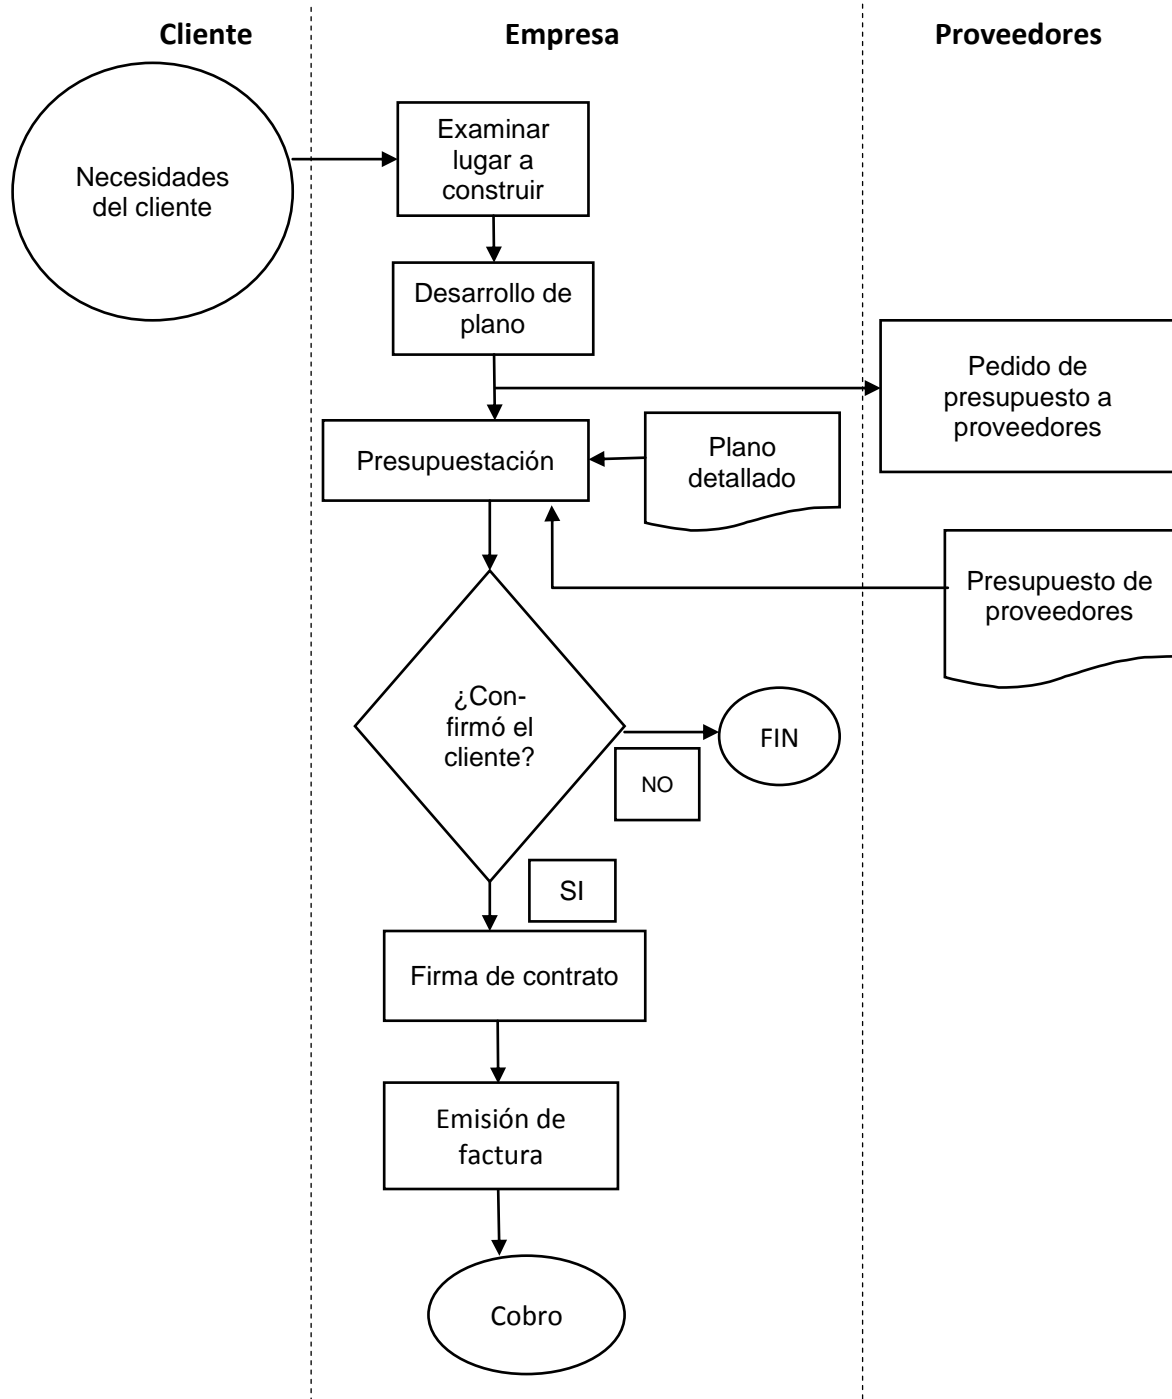 Cliente
Empresa
Proveedores
Necesidades
del cliente
Examinar
lugar a
construir
Desarrollo de
plano
Pedido de
presupuesto a
proveedores
Presupuestación
Plano
detallado
Presupuesto de
proveedores
¿Con-
firmó el
cliente?
FIN
NO
SI
Firma de contrato
Emisión de
factura
Cobro